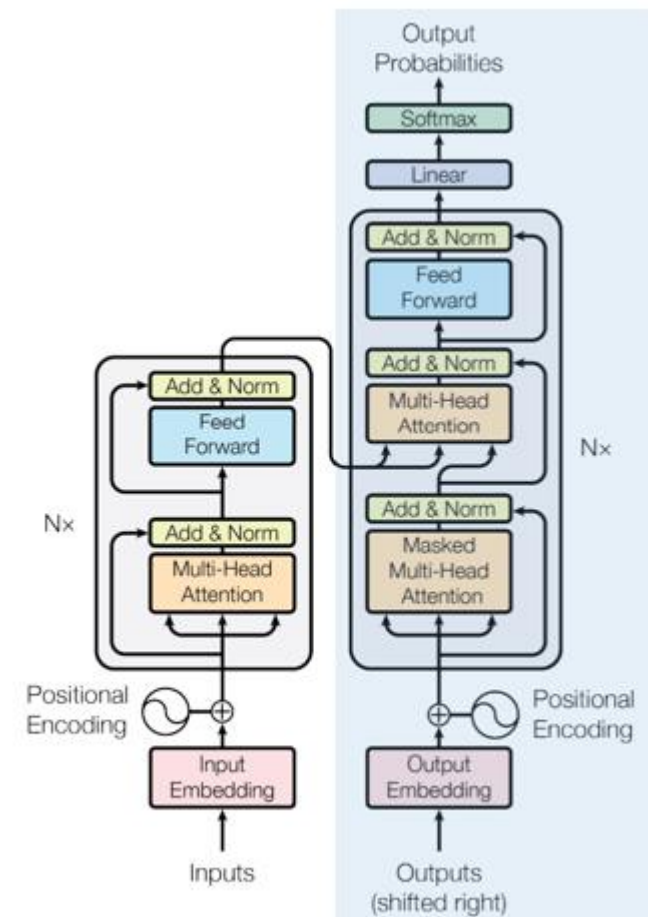 Output
Probabilities
Softmax
Linear
Add & Norm
Feed
Forward
Add & Norm
Multi-Head
Attention
Add & Norm
Masked
Multi-Head
Attention
Nx
Positional
Encoding
Output
Embedding
Outputs
(shifted right)
Add & Norm
Feed
Forward
Add & Norm
Multi-Head
Attention
Nx
Positional
Encoding
Input
Embedding
Inputs